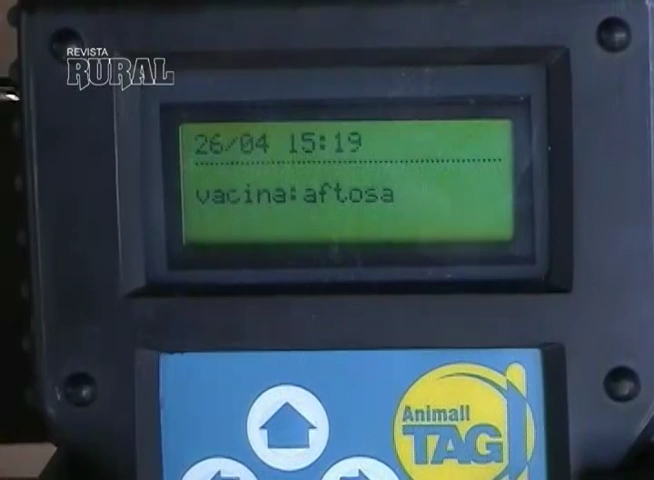 REVISTA
RURAL
26/04 15:19
vacina:aftosa
Animall
TAG